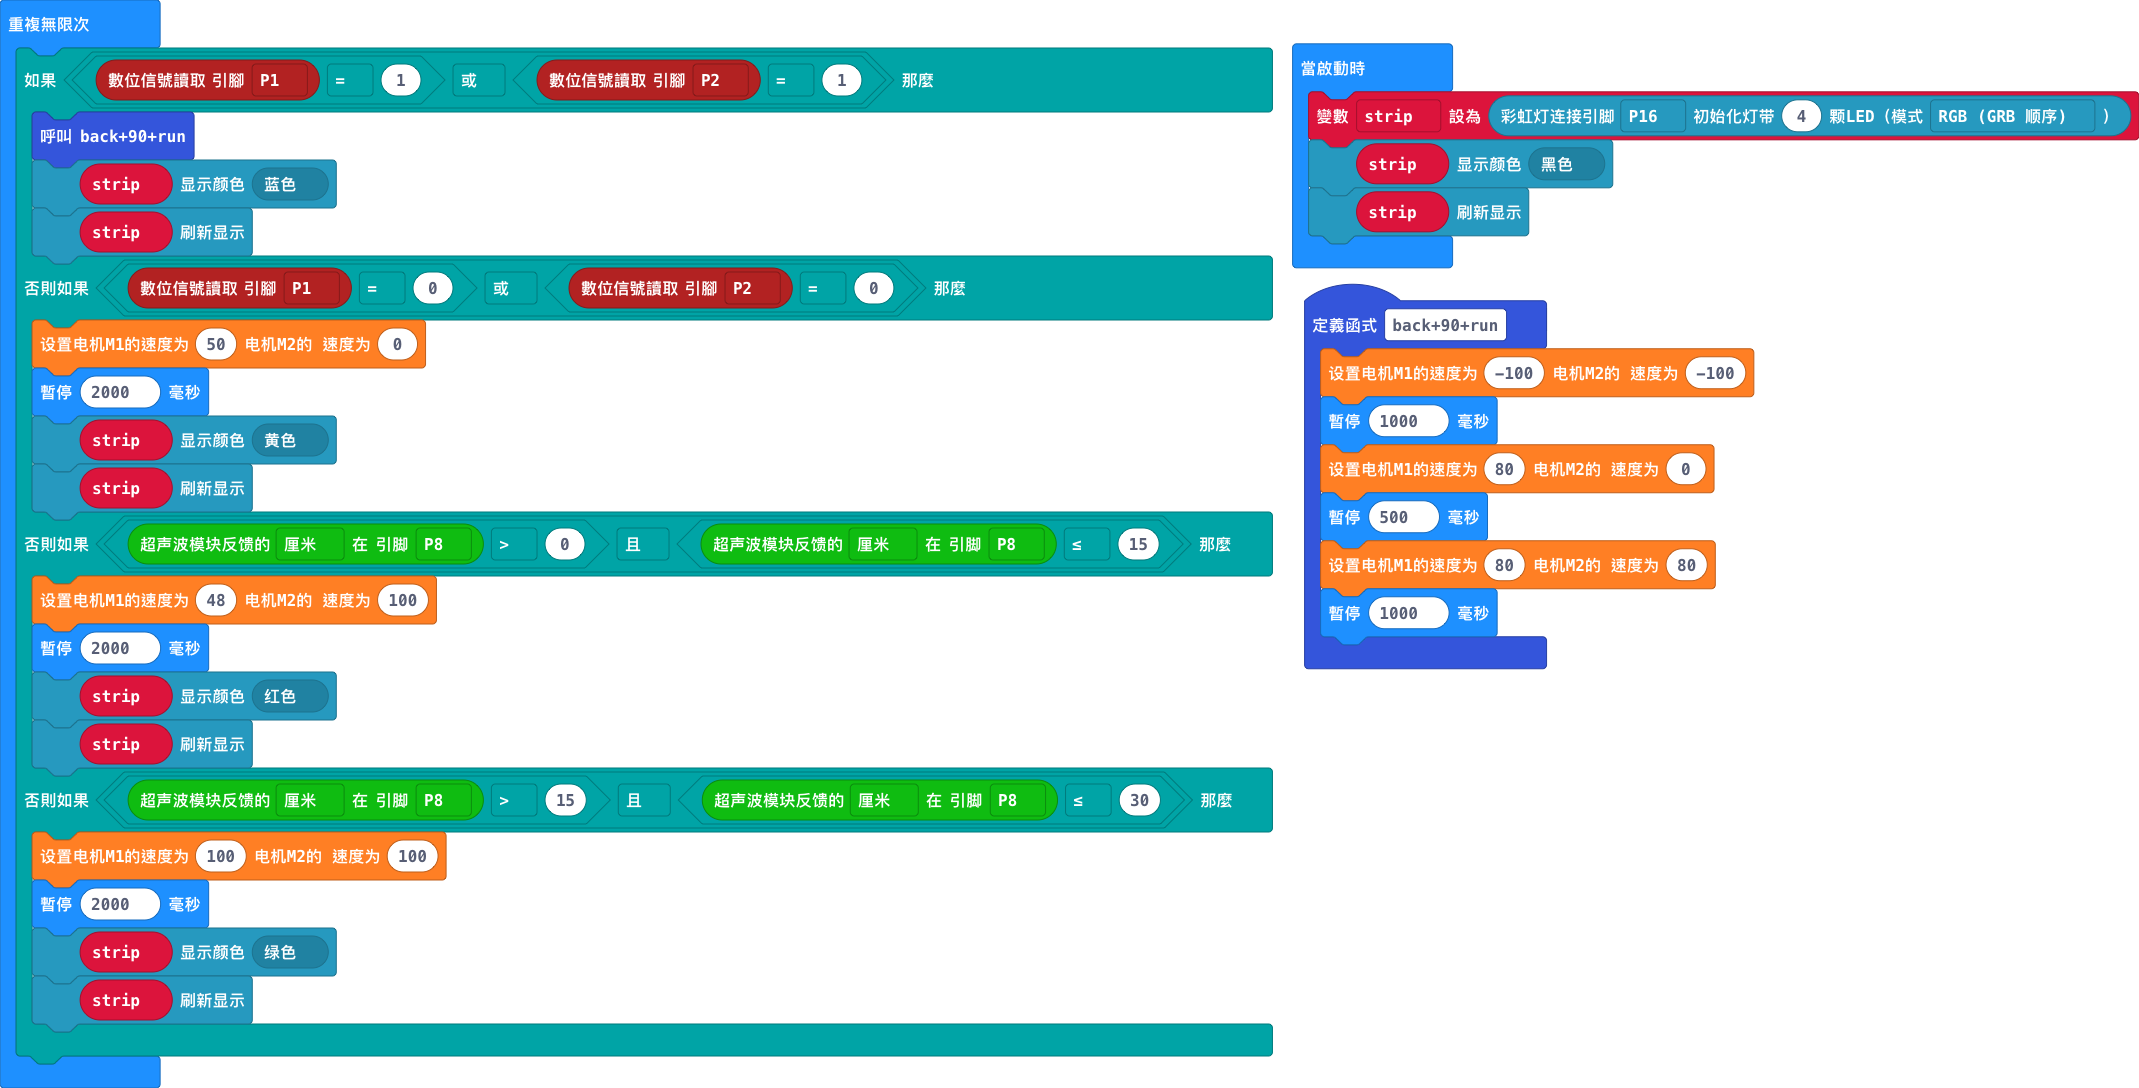 重複無限次
如果 數位信號讀取 引腳 P1 = 1 或 數位信號讀取 引腳 P2 = 1 那麼
呼叫 back+90+run
strip 显示颜色 蓝色
strip 刷新显示
否則如果 數位信號讀取 引腳 P1 = 0 或 數位信號讀取 引腳 P2 = 0 那麼
设置电机M1的速度为 50 电机M2的 速度为 0
暫停 2000 毫秒
strip 显示颜色 黄色
strip 刷新显示
否則如果 超声波模块反馈的 厘米 在 引脚 P8 > 0 且 超声波模块反馈的 厘米 在 引脚 P8 ≤ 15 那麼
设置电机M1的速度为 48 电机M2的 速度为 100
暫停 2000 毫秒
strip 显示颜色 红色
strip 刷新显示
否則如果 超声波模块反馈的 厘米 在 引脚 P8 > 15 且 超声波模块反馈的 厘米 在 引脚 P8 ≤ 30 那麼
设置电机M1的速度为 100 电机M2的 速度为 100
暫停 2000 毫秒
strip 显示颜色 绿色
strip 刷新显示
當啟動時
變數 strip 設為 彩虹灯连接引脚 P16 初始化灯带 4 颗LED（模式 RGB (GRB 顺序) ）
strip 显示颜色 黑色
strip 刷新显示
定義函式 back+90+run
设置电机M1的速度为 −100 电机M2的 速度为 −100
暫停 1000 毫秒
设置电机M1的速度为 80 电机M2的 速度为 0
暫停 500 毫秒
设置电机M1的速度为 80 电机M2的 速度为 80
暫停 1000 毫秒